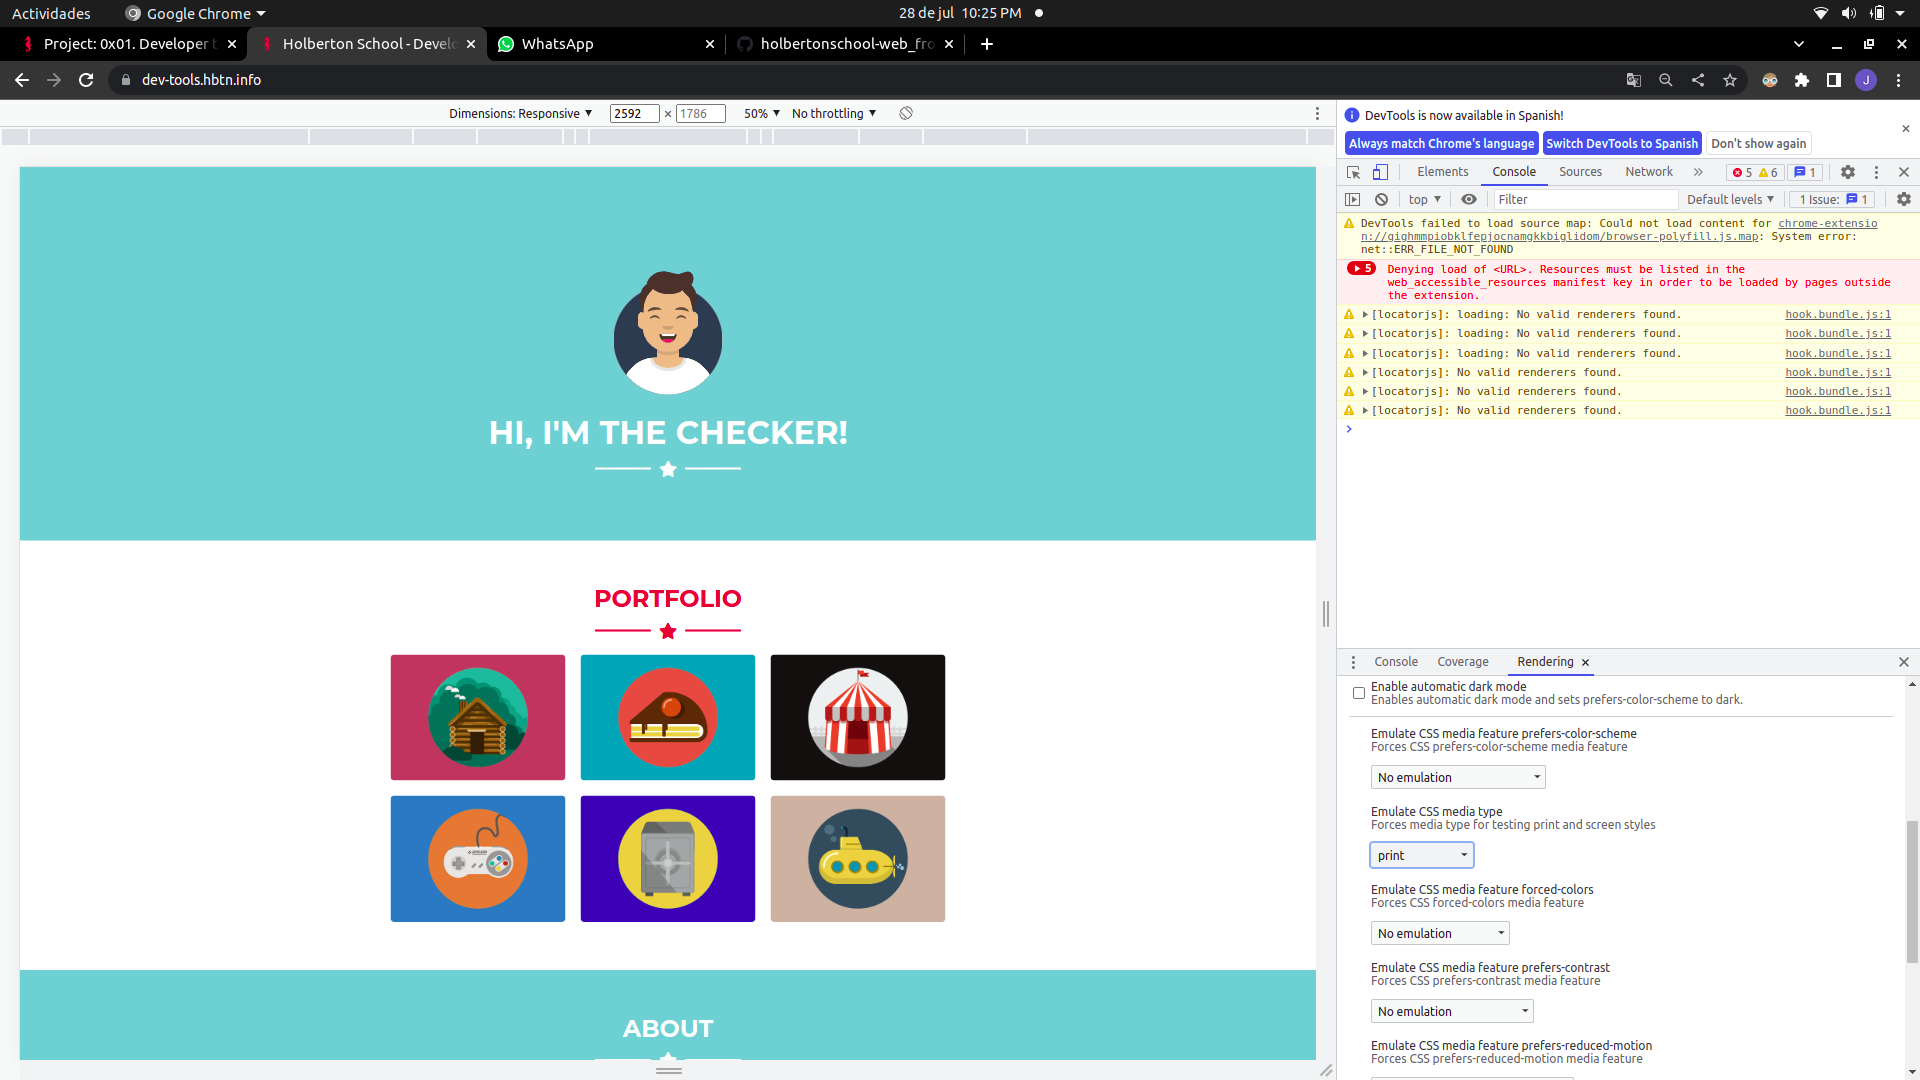 Actividades
Google Chrome
28 de jul 10:25 PM
Project: 0x01. Developer t
Holberton School - Develo
WhatsApp
holbertonschool-web_fro
dev-tools.hbtn.info
J
Dimensions: Responsive
2592 × 1786
50%
No throttling
HI, I'M THE CHECKER!
PORTFOLIO
ABOUT
DevTools is now available in Spanish!
Always match Chrome's language
Switch DevTools to Spanish
Don't show again
Elements
Console
Sources
Network
5
6
1
top
Filter
Default levels
1 Issue:
1
DevTools failed to load source map: Could not load content for chrome-extensio
n://gighmmpiobklfepjocnamgkkbiglidom/browser-polyfill.js.map: System error:
net::ERR_FILE_NOT_FOUND
5
Denying load of <URL>. Resources must be listed in the
web_accessible_resources manifest key in order to be loaded by pages outside
the extension.
[locatorjs]: loading: No valid renderers found. hook.bundle.js:1
[locatorjs]: loading: No valid renderers found. hook.bundle.js:1
[locatorjs]: loading: No valid renderers found. hook.bundle.js:1
[locatorjs]: No valid renderers found. hook.bundle.js:1
[locatorjs]: No valid renderers found. hook.bundle.js:1
[locatorjs]: No valid renderers found. hook.bundle.js:1
Console
Coverage
Rendering
Enable automatic dark mode
Enables automatic dark mode and sets prefers-color-scheme to dark.
Emulate CSS media feature prefers-color-scheme
Forces CSS prefers-color-scheme media feature
No emulation
Emulate CSS media type
Forces media type for testing print and screen styles
print
Emulate CSS media feature forced-colors
Forces CSS forced-colors media feature
No emulation
Emulate CSS media feature prefers-contrast
Forces CSS prefers-contrast media feature
No emulation
Emulate CSS media feature prefers-reduced-motion
Forces CSS prefers-reduced-motion media feature